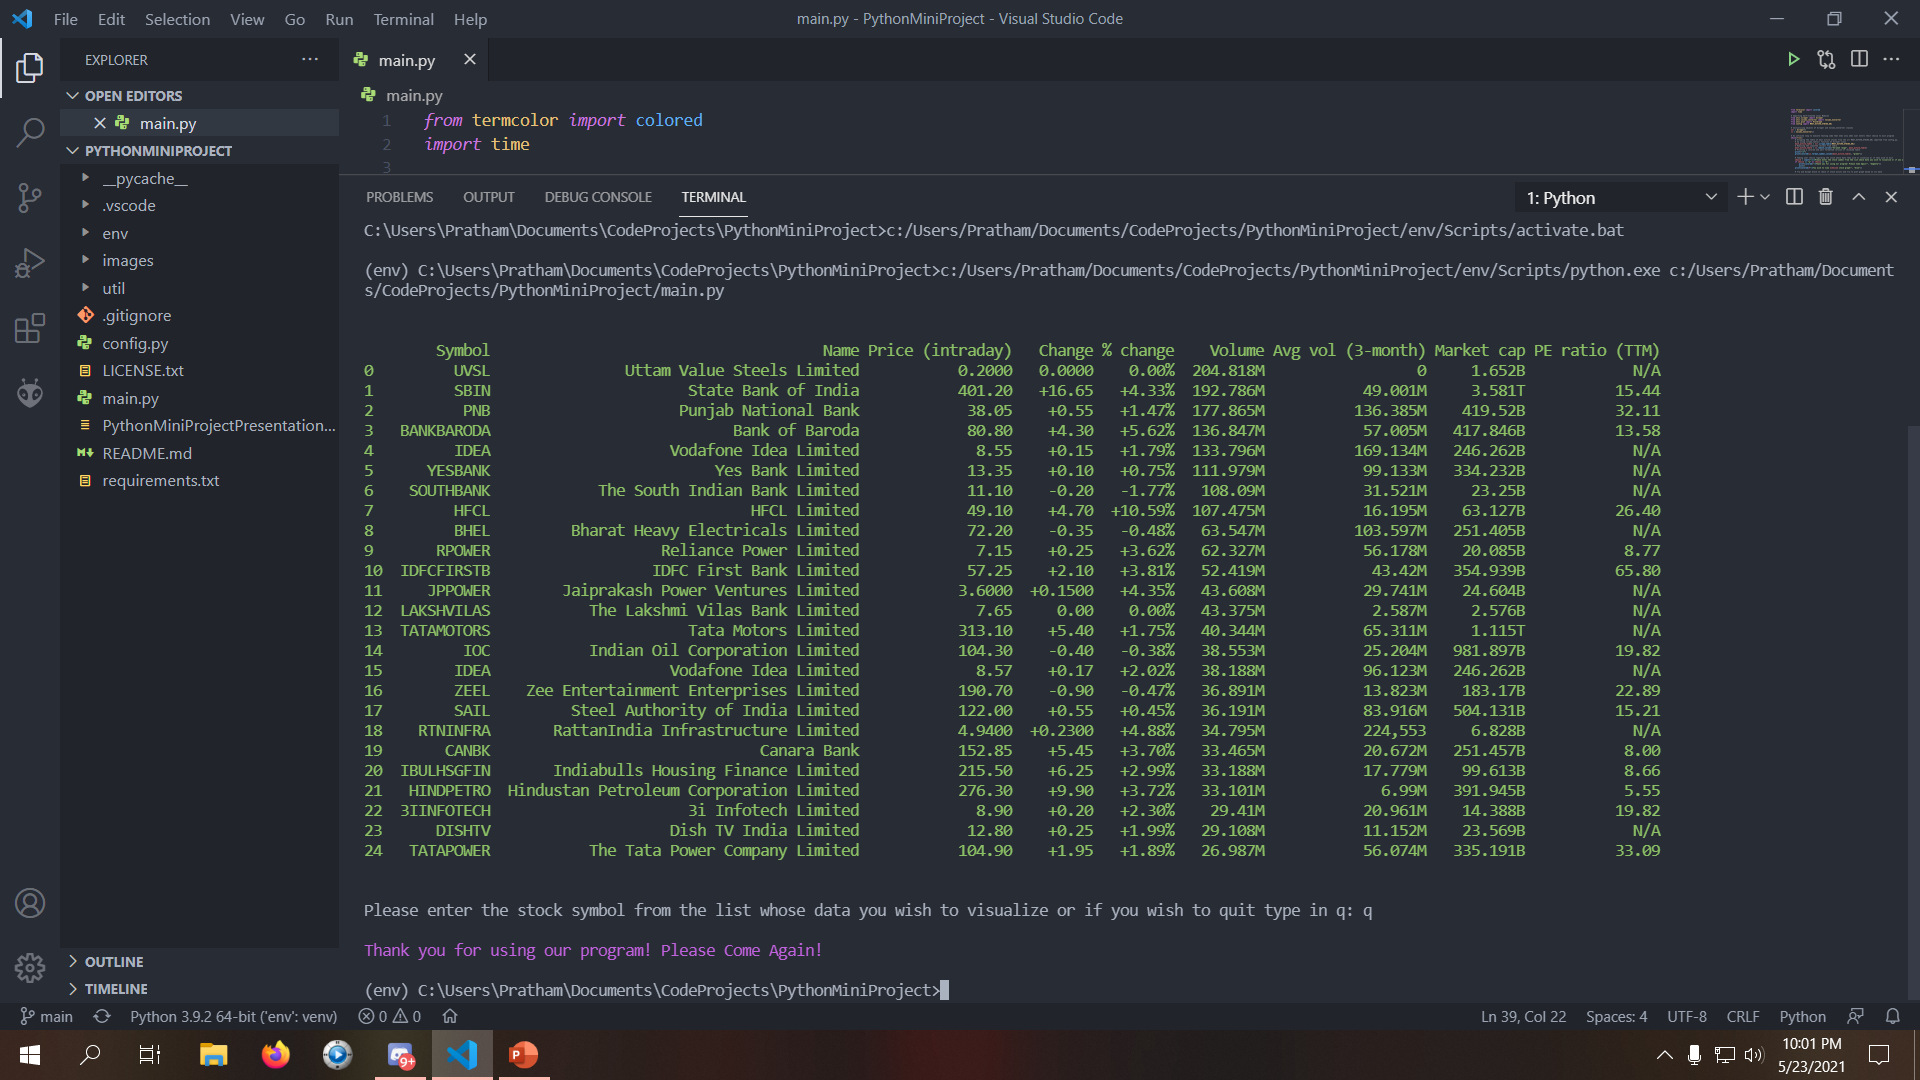 File Edit Selection View Go Run Terminal Help
main.py - PythonMiniProject - Visual Studio Code
EXPLORER
OPEN EDITORS
main.py
PYTHONMINIPROJECT
__pycache__
.vscode
env
images
util
.gitignore
config.py
LICENSE.txt
main.py
PythonMiniProjectPresentation...
README.md
requirements.txt
OUTLINE
TIMELINE
main.py
main.py
1 from termcolor import colored
2 import time
3
PROBLEMS OUTPUT DEBUG CONSOLE TERMINAL 1: Python
C:\Users\Pratham\Documents\CodeProjects\PythonMiniProject>c:/Users/Pratham/Documents/CodeProjects/PythonMiniProject/env/Scripts/activate.bat
(env) C:\Users\Pratham\Documents\CodeProjects\PythonMiniProject>c:/Users/Pratham/Documents/CodeProjects/PythonMiniProject/env/Scripts/python.exe c:/Users/Pratham/Document
s/CodeProjects/PythonMiniProject/main.py
Symbol Name Price (intraday) Change % change Volume Avg vol (3-month) Market cap PE ratio (TTM)
0 UVSL Uttam Value Steels Limited 0.2000 0.0000 0.00% 204.818M 0 1.652B N/A
1 SBIN State Bank of India 401.20 +16.65 +4.33% 192.786M 49.001M 3.581T 15.44
2 PNB Punjab National Bank 38.05 +0.55 +1.47% 177.865M 136.385M 419.52B 32.11
3 BANKBARODA Bank of Baroda 80.80 +4.30 +5.62% 136.847M 57.005M 417.846B 13.58
4 IDEA Vodafone Idea Limited 8.55 +0.15 +1.79% 133.796M 169.134M 246.262B N/A
5 YESBANK Yes Bank Limited 13.35 +0.10 +0.75% 111.979M 99.133M 334.232B N/A
6 SOUTHBANK The South Indian Bank Limited 11.10 -0.20 -1.77% 108.09M 31.521M 23.25B N/A
7 HFCL HFCL Limited 49.10 +4.70 +10.59% 107.475M 16.195M 63.127B 26.40
8 BHEL Bharat Heavy Electricals Limited 72.20 -0.35 -0.48% 63.547M 103.597M 251.405B N/A
9 RPOWER Reliance Power Limited 7.15 +0.25 +3.62% 62.327M 56.178M 20.085B 8.77
10 IDFCFIRSTB IDFC First Bank Limited 57.25 +2.10 +3.81% 52.419M 43.42M 354.939B 65.80
11 JPPOWER Jaiprakash Power Ventures Limited 3.6000 +0.1500 +4.35% 43.608M 29.741M 24.604B N/A
12 LAKSHVILAS The Lakshmi Vilas Bank Limited 7.65 0.00 0.00% 43.375M 2.587M 2.576B N/A
13 TATAMOTORS Tata Motors Limited 313.10 +5.40 +1.75% 40.344M 65.311M 1.115T N/A
14 IOC Indian Oil Corporation Limited 104.30 -0.40 -0.38% 38.553M 25.204M 981.897B 19.82
15 IDEA Vodafone Idea Limited 8.57 +0.17 +2.02% 38.188M 96.123M 246.262B N/A
16 ZEEL Zee Entertainment Enterprises Limited 190.70 -0.90 -0.47% 36.891M 13.823M 183.17B 22.89
17 SAIL Steel Authority of India Limited 122.00 +0.55 +0.45% 36.191M 83.916M 504.131B 15.21
18 RTNINFRA RattanIndia Infrastructure Limited 4.9400 +0.2300 +4.88% 34.795M 224,553 6.828B N/A
19 CANBK Canara Bank 152.85 +5.45 +3.70% 33.465M 20.672M 251.457B 8.00
20 IBULHSGFIN Indiabulls Housing Finance Limited 215.50 +6.25 +2.99% 33.188M 17.779M 99.613B 8.66
21 HINDPETRO Hindustan Petroleum Corporation Limited 276.30 +9.90 +3.72% 33.101M 6.99M 391.945B 5.55
22 3IINFOTECH 3i Infotech Limited 8.90 +0.20 +2.30% 29.41M 20.961M 14.388B 19.82
23 DISHTV Dish TV India Limited 12.80 +0.25 +1.99% 29.108M 11.152M 23.569B N/A
24 TATAPOWER The Tata Power Company Limited 104.90 +1.95 +1.89% 26.987M 56.074M 335.191B 33.09
Please enter the stock symbol from the list whose data you wish to visualize or if you wish to quit type in q: q
Thank you for using our program! Please Come Again!
(env) C:\Users\Pratham\Documents\CodeProjects\PythonMiniProject>
main Python 3.9.2 64-bit ('env': venv) 0 0 Ln 39, Col 22 Spaces: 4 UTF-8 CRLF Python
9+
10:01 PM
5/23/2021